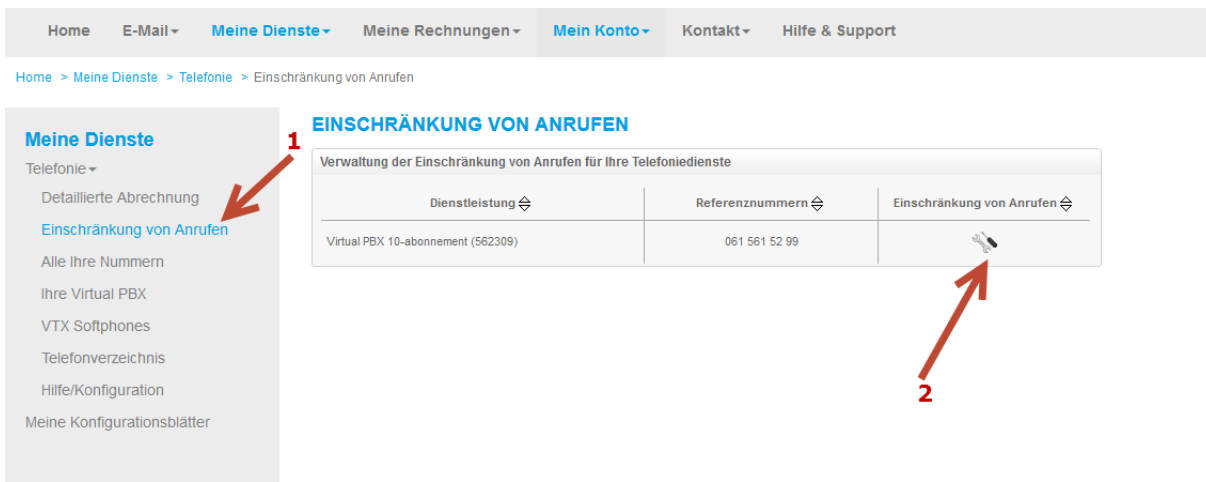 Home E-Mail Meine Dienste Meine Rechnungen Mein Konto Kontakt Hilfe & Support
Home > Meine Dienste > Telefonie > Einschränkung von Anrufen
Meine Dienste
Telefonie
Detaillierte Abrechnung
Einschränkung von Anrufen
Alle Ihre Nummern
Ihre Virtual PBX
VTX Softphones
Telefonverzeichnis
Hilfe/Konfiguration
Meine Konfigurationsblätter
1
EINSCHRÄNKUNG VON ANRUFEN
Verwaltung der Einschränkung von Anrufen für Ihre Telefoniedienste
Dienstleistung Referenznummern Einschränkung von Anrufen
Virtual PBX 10-abonnement (562309) 061 561 52 99
2